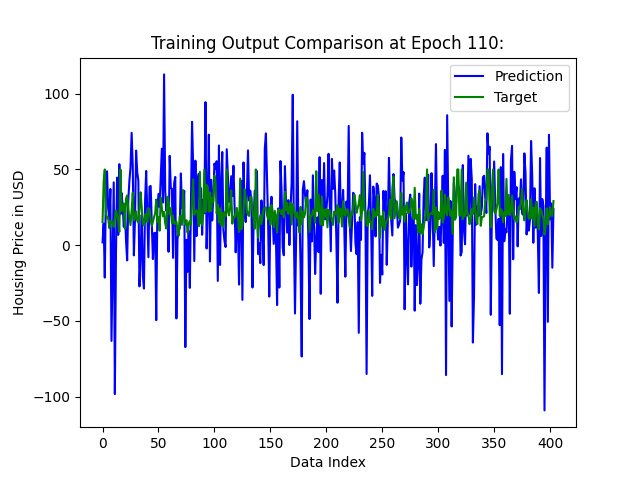 Training Output Comparison at Epoch 110:
Prediction
Target
Housing Price in USD
100
50
0
−50
−100
0 50 100 150 200 250 300 350 400
Data Index